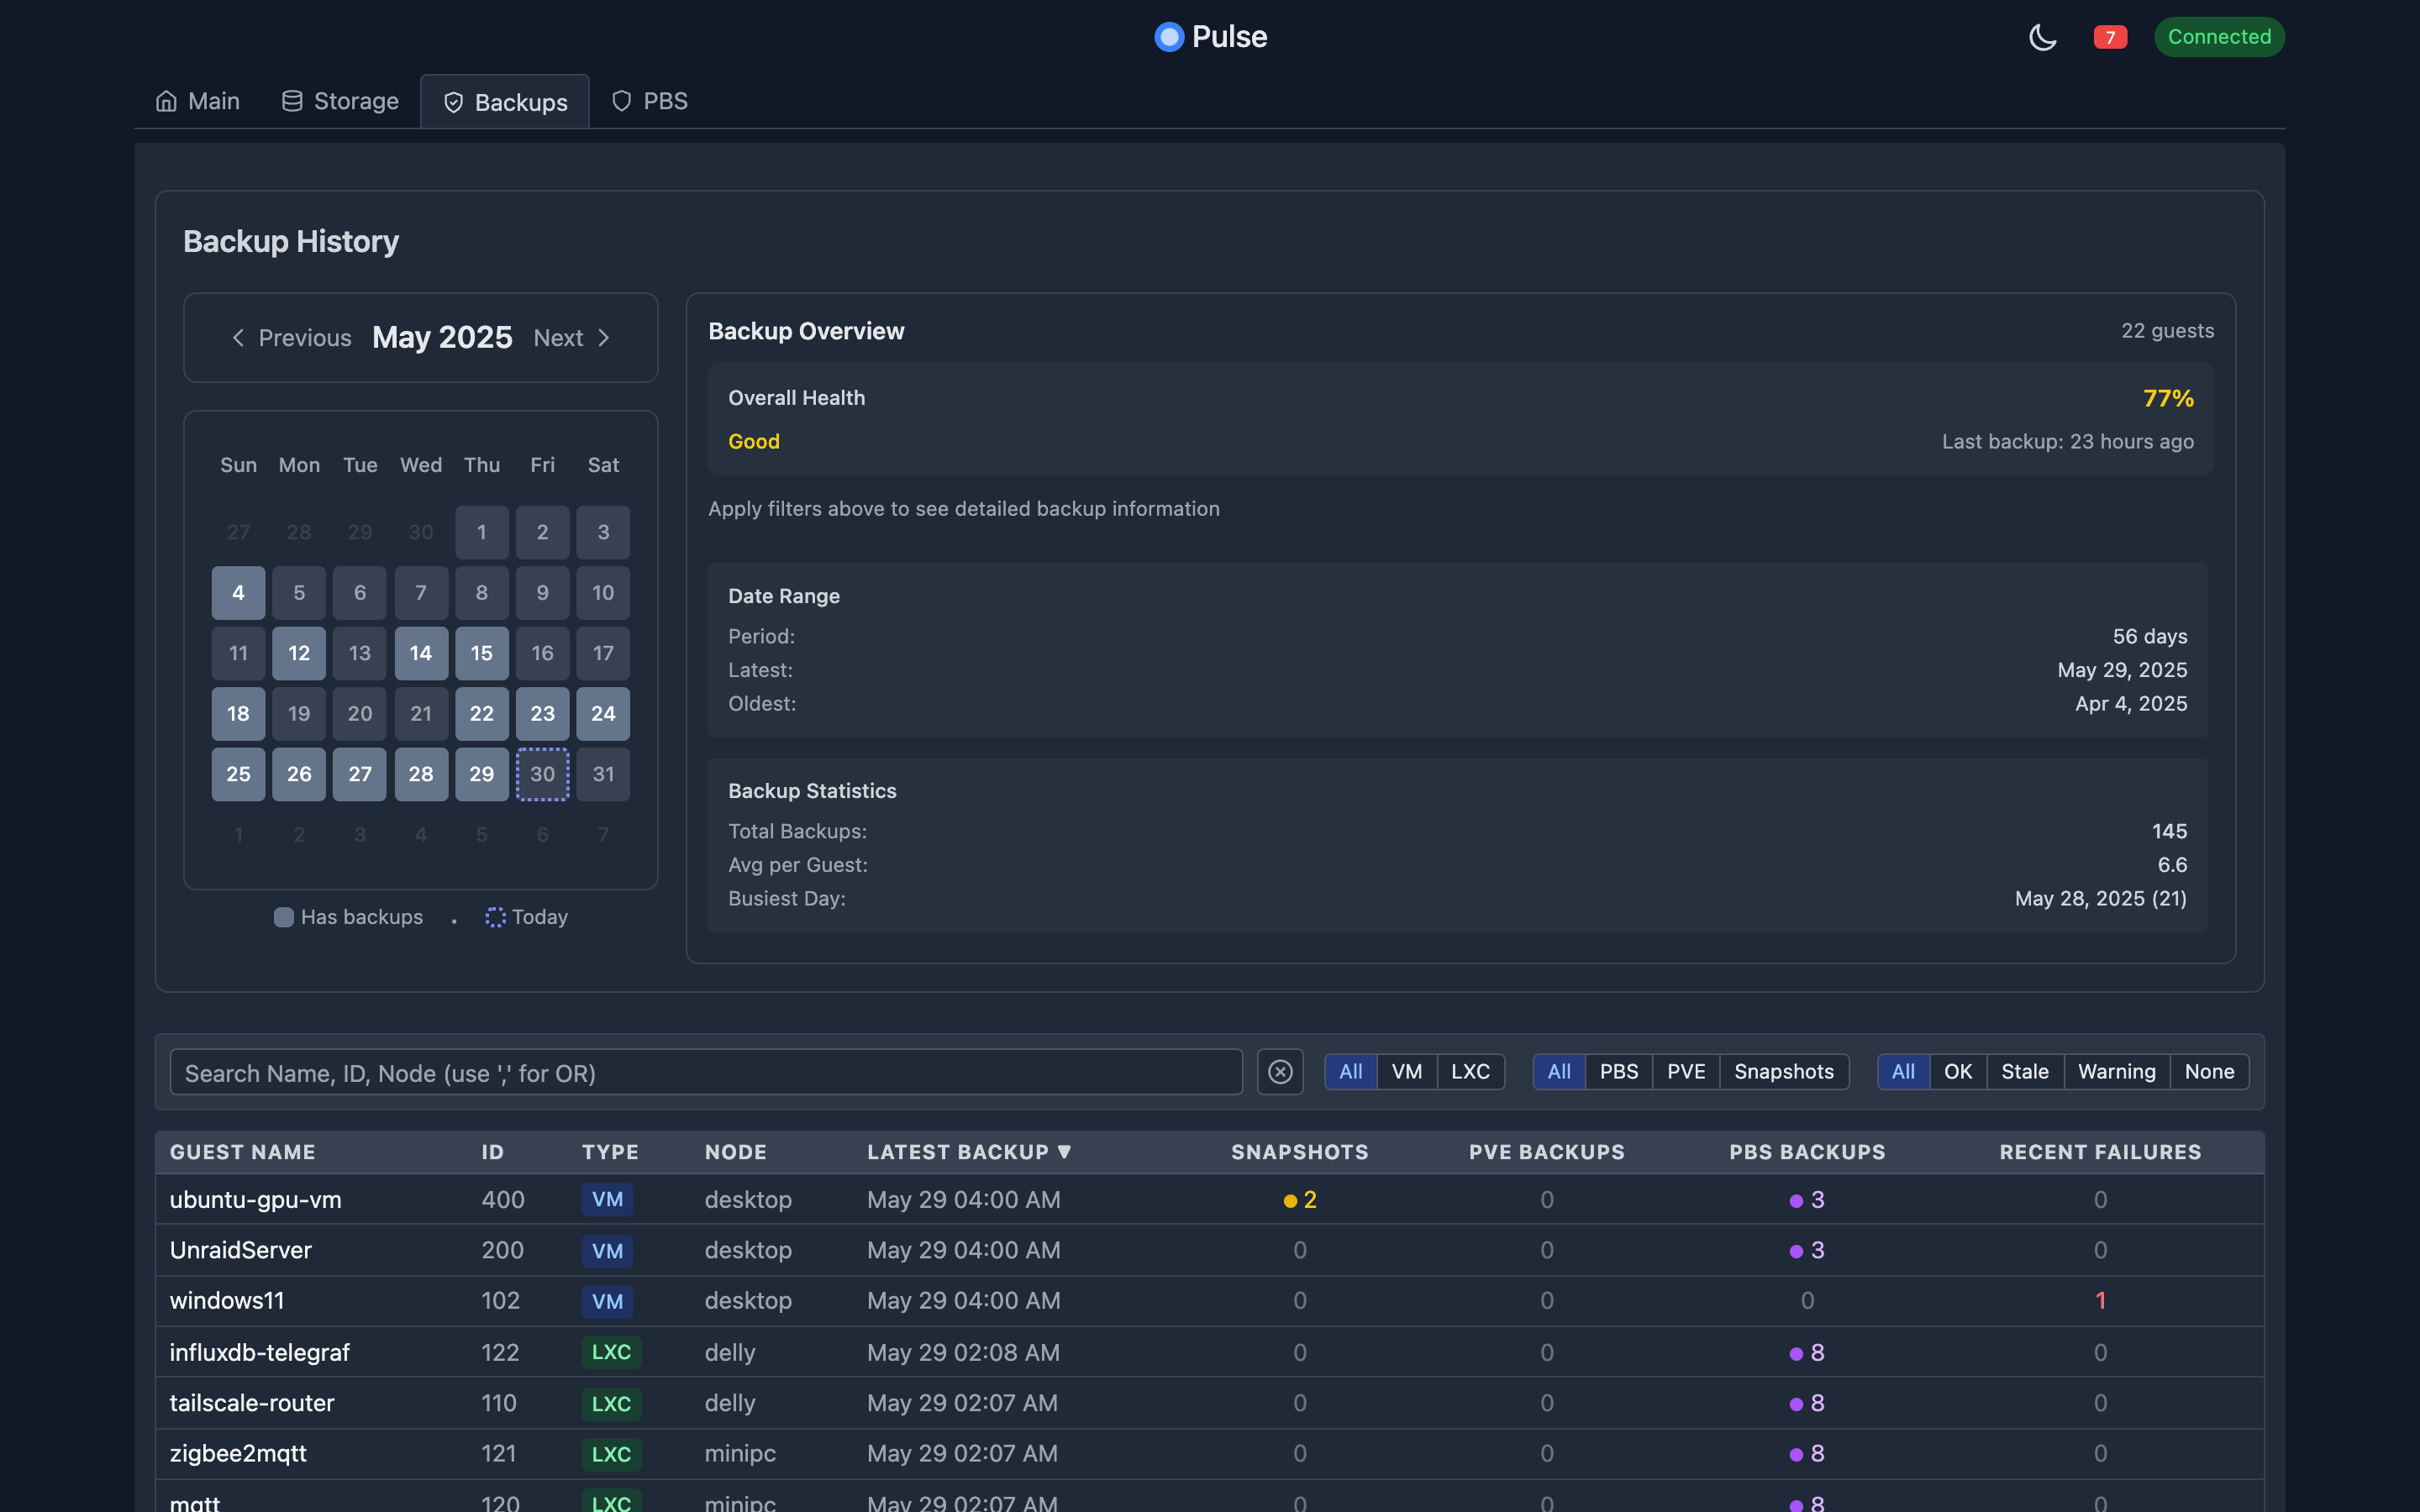 Pulse
7
Connected
Main Storage Backups PBS
Backup History
Previous May 2025 Next
Sun Mon Tue Wed Thu Fri Sat
27 28 29 30 1 2 3
4 5 6 7 8 9 10
11 12 13 14 15 16 17
18 19 20 21 22 23 24
25 26 27 28 29 30 31
1 2 3 4 5 6 7
Has backups . Today
Backup Overview 22 guests
Overall Health 77%
Good Last backup: 23 hours ago
Apply filters above to see detailed backup information
Date Range
Period: 56 days
Latest: May 29, 2025
Oldest: Apr 4, 2025
Backup Statistics
Total Backups: 145
Avg per Guest: 6.6
Busiest Day: May 28, 2025 (21)
Search Name, ID, Node (use ',' for OR) All VM LXC All PBS PVE Snapshots All OK Stale Warning None
GUEST NAME ID TYPE NODE LATEST BACKUP ▼ SNAPSHOTS PVE BACKUPS PBS BACKUPS RECENT FAILURES
ubuntu-gpu-vm 400 VM desktop May 29 04:00 AM 2 0 3 0
UnraidServer 200 VM desktop May 29 04:00 AM 0 0 3 0
windows11 102 VM desktop May 29 04:00 AM 0 0 0 1
influxdb-telegraf 122 LXC delly May 29 02:08 AM 0 0 8 0
tailscale-router 110 LXC delly May 29 02:07 AM 0 0 8 0
zigbee2mqtt 121 LXC minipc May 29 02:07 AM 0 0 8 0
mqtt 120 LXC minipc May 29 02:07 AM 0 0 8 0